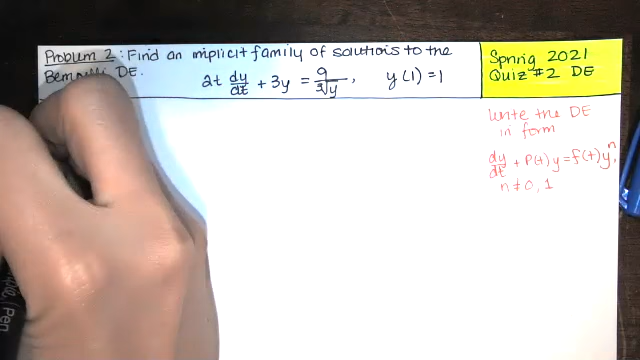 Problem 2: Find an implicit family of solutions to the
DE.
2t dy/dt + 3y = 9/∛y, y(1) = 1
Spring 2021
Quiz #2 DE
Write the DE
in form
dy/dt + P(t)y = f(t)y^n,
n ≠ 0, 1
Pen